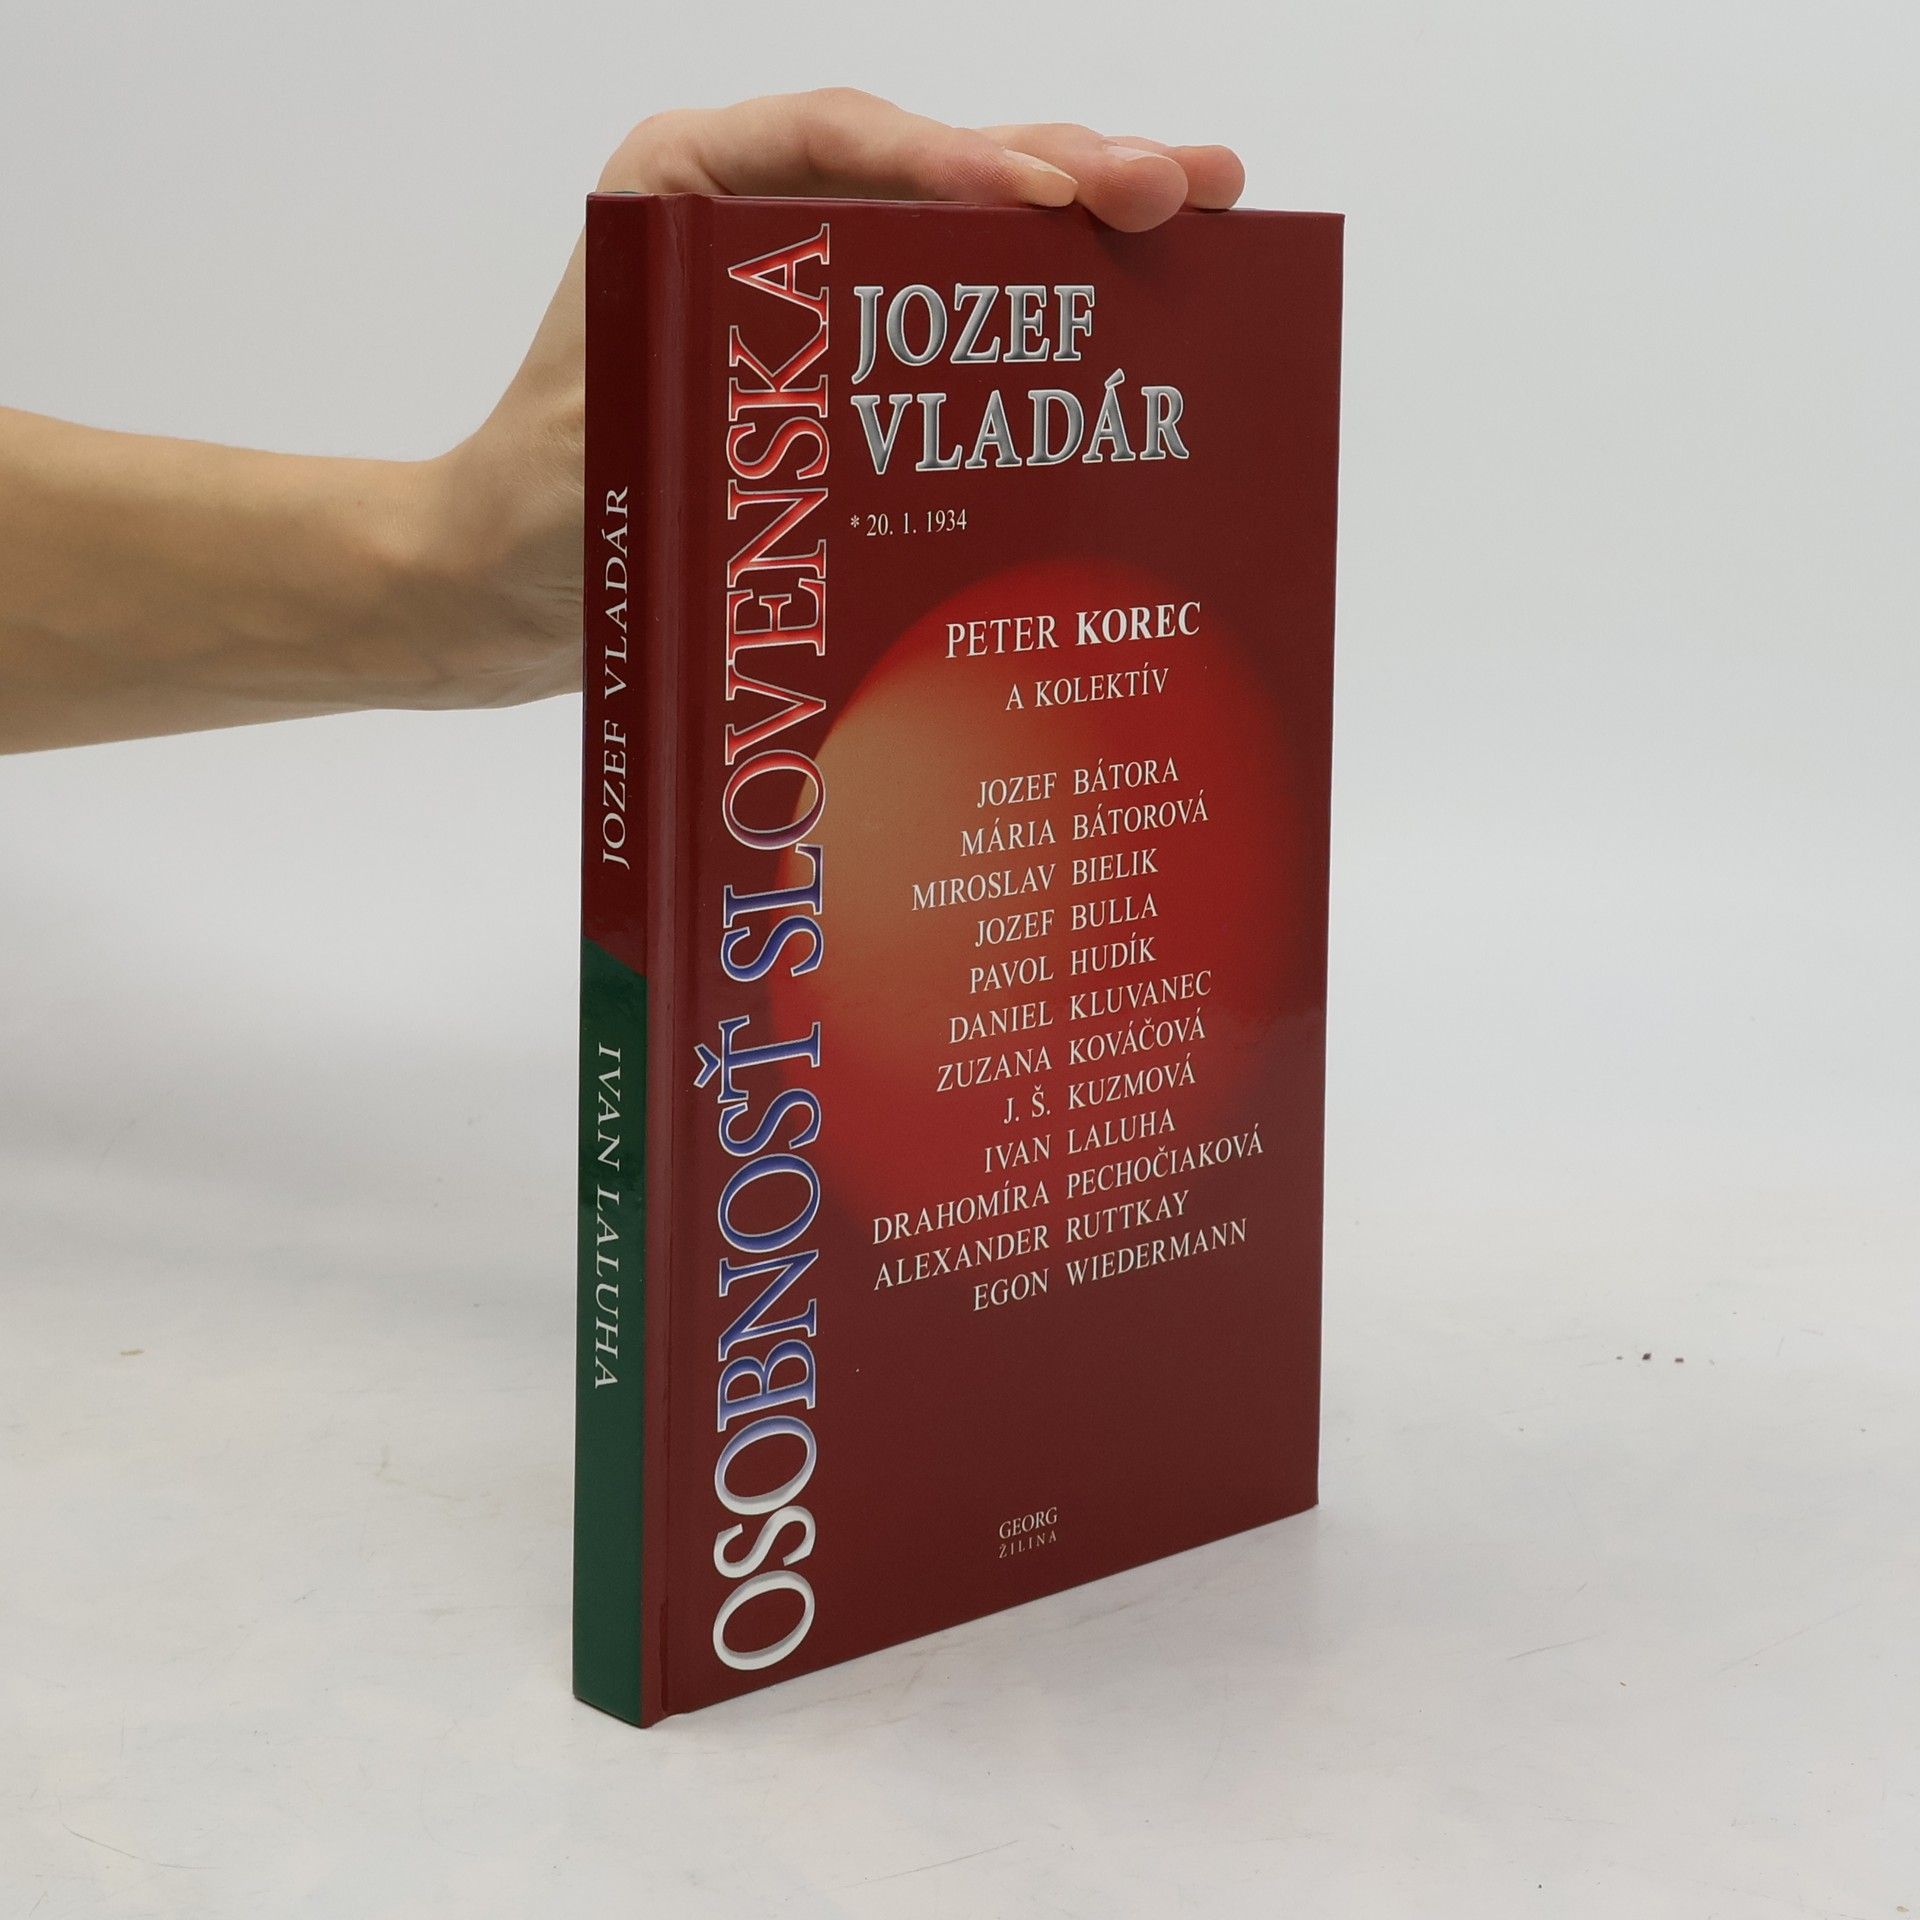 JOZEF VLADÁR
IVAN LALUHA
OSOBNOSŤ SLOVENSKA
JOZEF
VLADÁR
* 20. 1. 1934
PETER KOREC
A KOLEKTÍV
JOZEF BÁTORA
MÁRIA BÁTOROVÁ
MIROSLAV BIELIK
JOZEF BULLA
PAVOL HUDÍK
DANIEL KLUVANEC
ZUZANA KOVÁČOVÁ
J. Š. KUZMOVÁ
IVAN LALUHA
DRAHOMÍRA PECHOČIAKOVÁ
ALEXANDER RUTTKAY
EGON WIEDERMANN
GEORG
ŽILINA